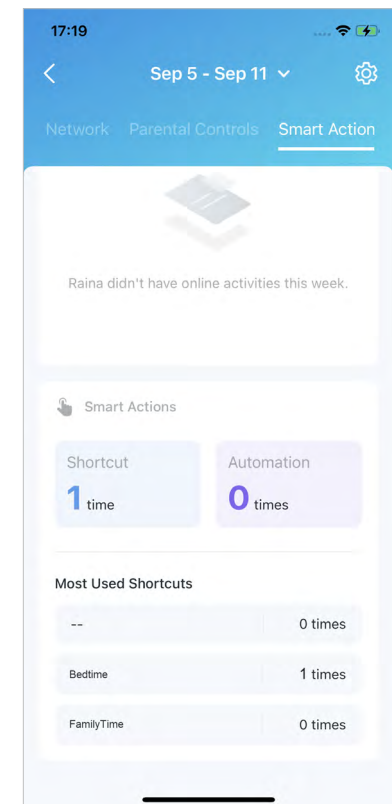 17:19
Sep 5 - Sep 11
Network Parental Controls Smart Action
Raina didn't have online activities this week.
Smart Actions
Shortcut Automation
1 time 0 times
Most Used Shortcuts
-- 0 times
Bedtime 1 times
FamilyTime 0 times